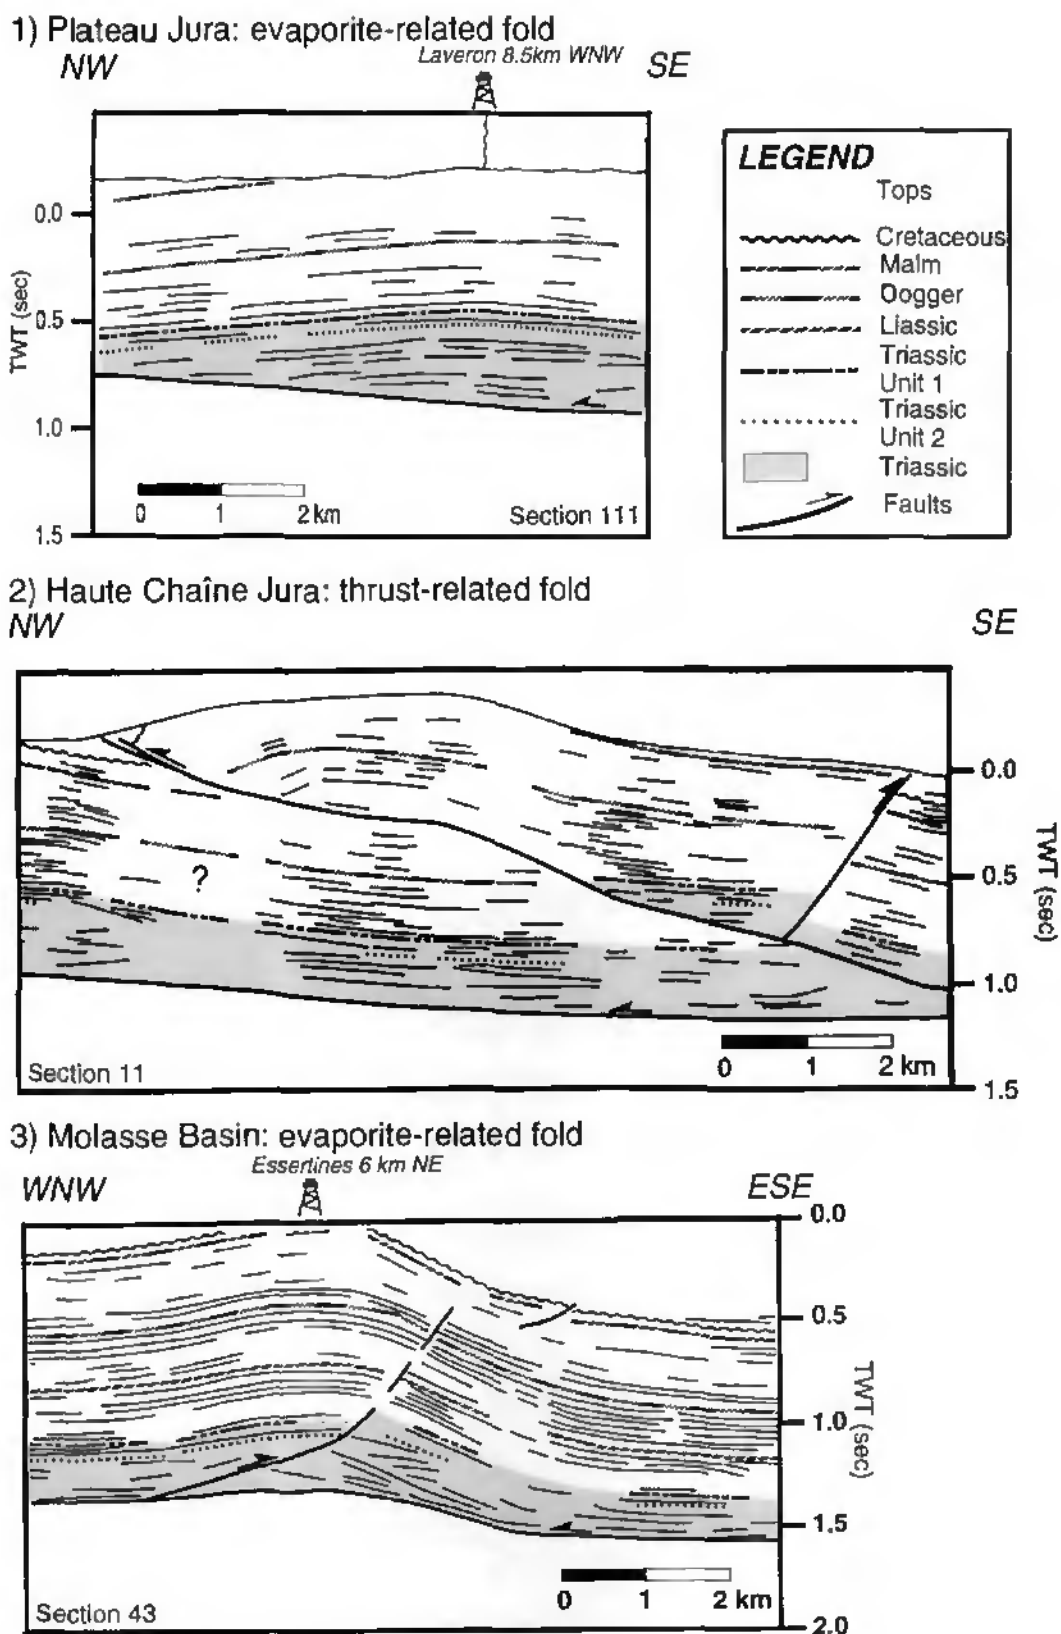 1) Plateau Jura: evaporite-related fold
NW
Laveron 8.5km WNW
SE
0.0
0.5
1.0
1.5
TWT (sec)
0
1
2 km
Section 111
LEGEND
Tops
Cretaceous
Malm
Dogger
Liassic
Triassic
Unit 1
Triassic
Unit 2
Triassic
Faults
2) Haute Chaîne Jura: thrust-related fold
NW
SE
?
0.0
0.5
1.0
1.5
TWT (sec)
0
1
2 km
Section 11
3) Molasse Basin: evaporite-related fold
Essertines 6 km NE
WNW
ESE
0.0
0.5
1.0
1.5
2.0
TWT (sec)
0
1
2 km
Section 43